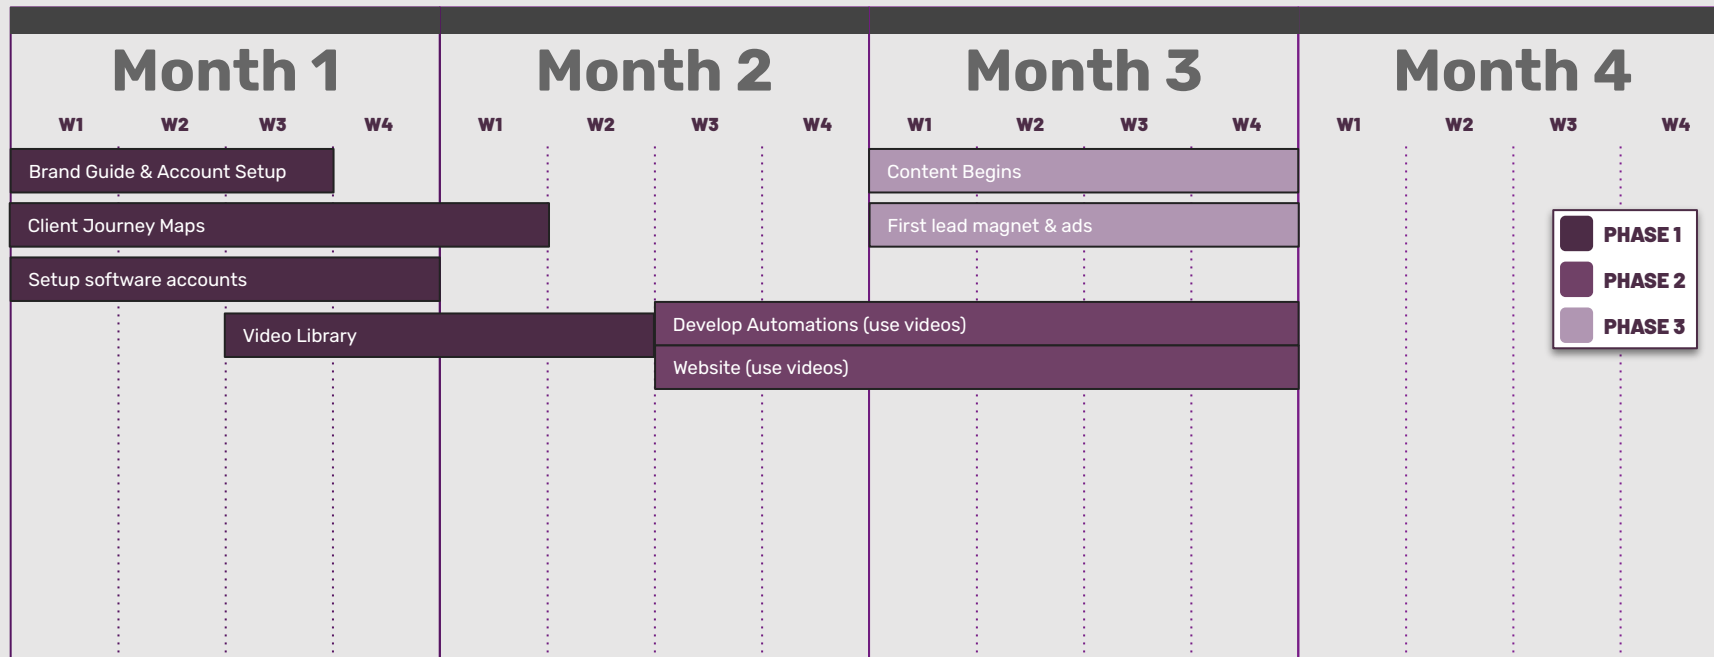 Month 1 Month 2 Month 3 Month 4
W1 W2 W3 W4 W1 W2 W3 W4 W1 W2 W3 W4 W1 W2 W3 W4
Brand Guide & Account Setup
Content Begins
Client Journey Maps
First lead magnet & ads
Setup software accounts
Video Library
Develop Automations (use videos)
Website (use videos)
PHASE 1
PHASE 2
PHASE 3